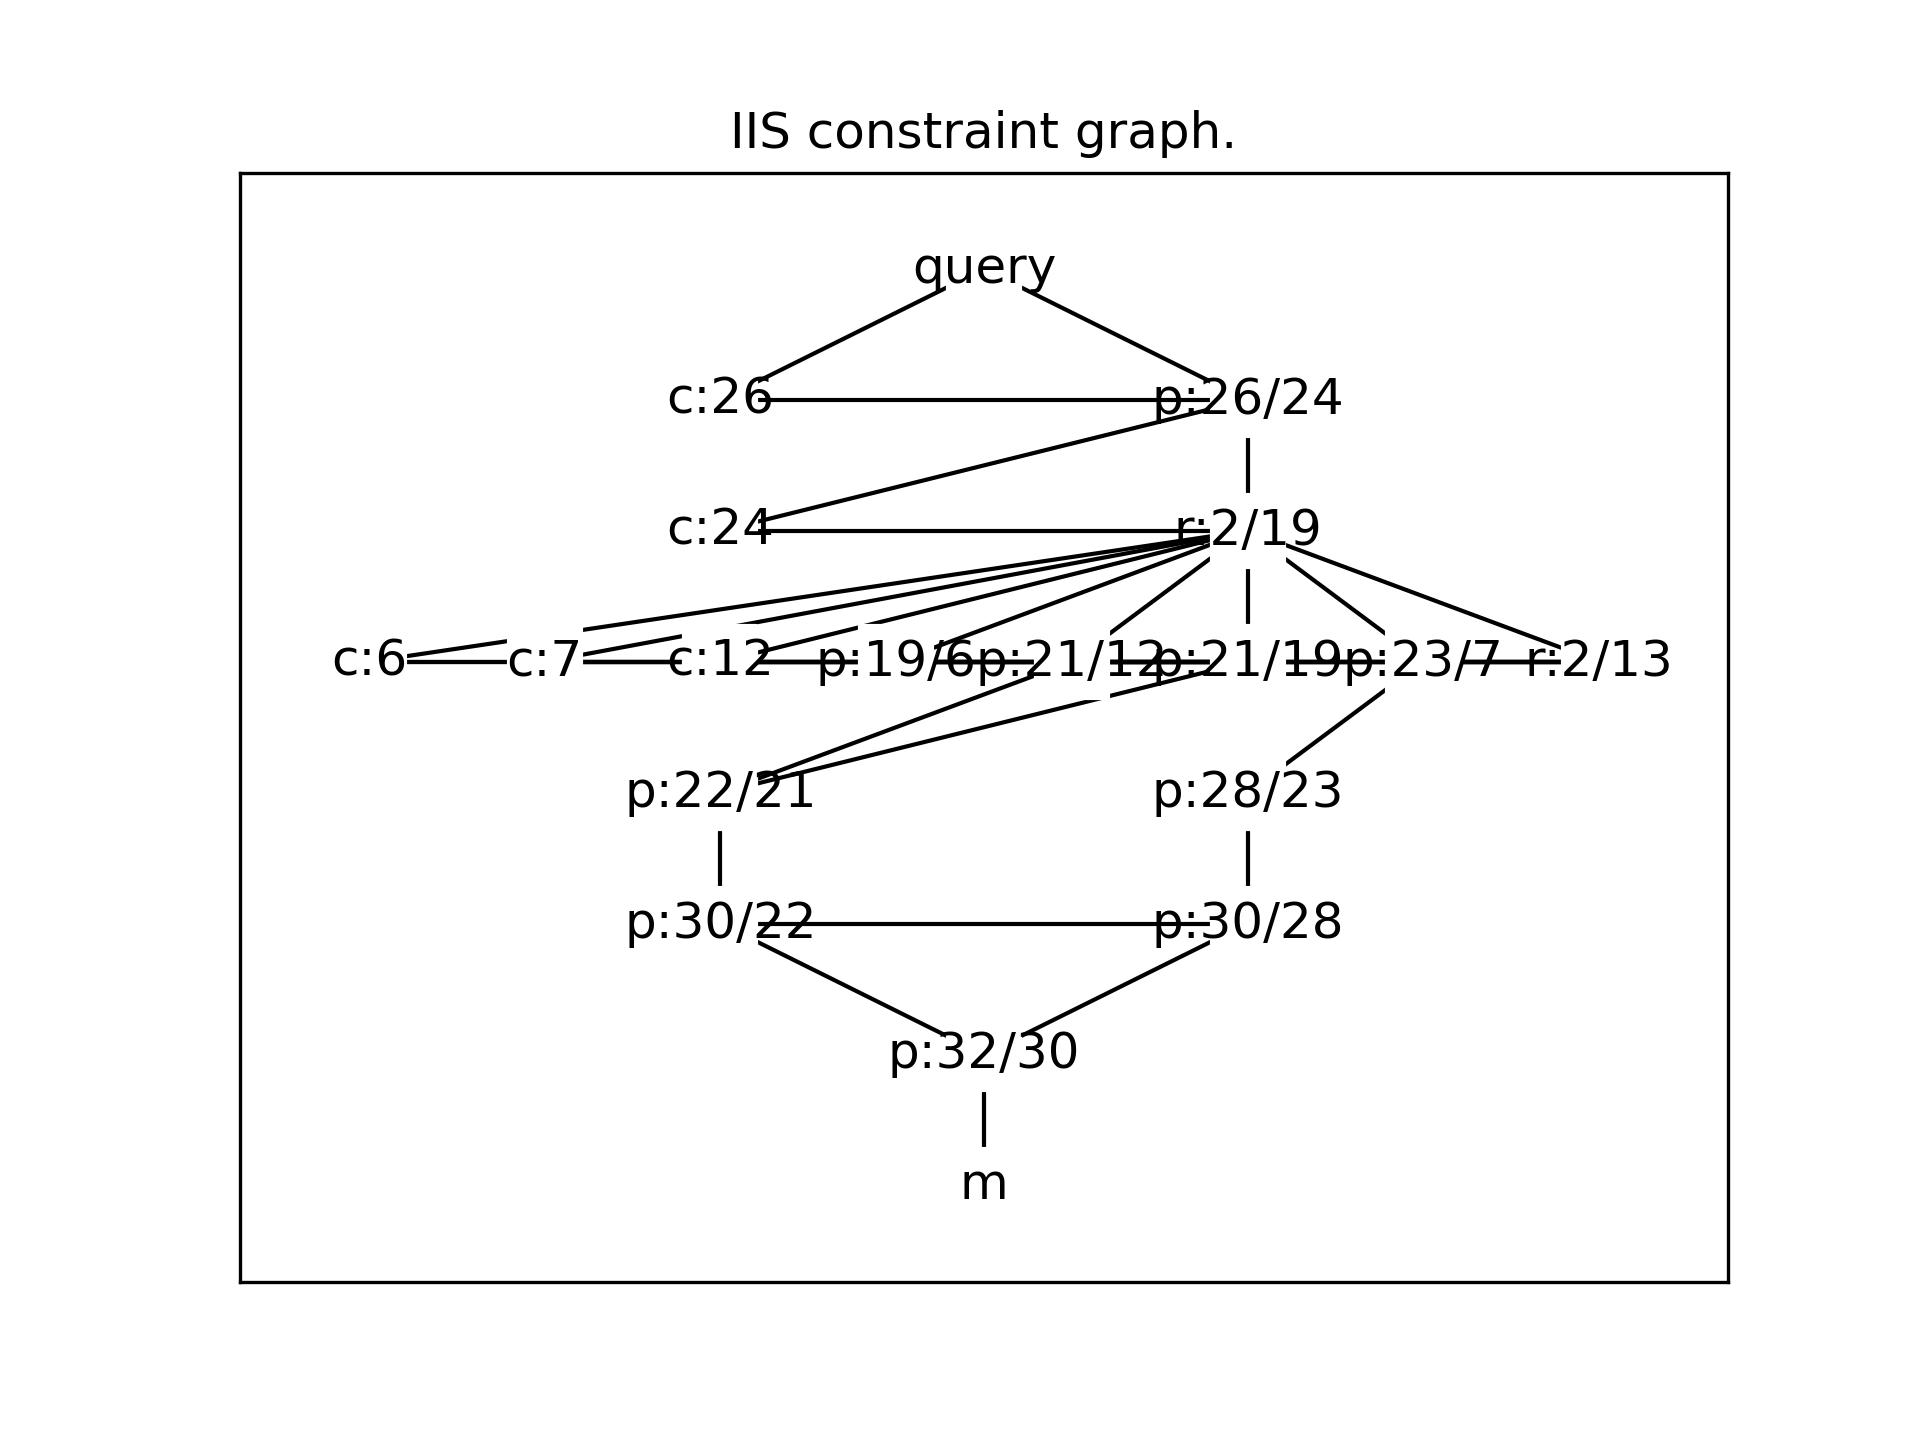 IIS constraint graph.
query
c:26 p:26/24
c:24 r:2/19
c:6 c:7 c:12 p:19/6 p:21/12 p:21/19 p:23/7 r:2/13
p:22/21 p:28/23
p:30/22 p:30/28
p:32/30
m